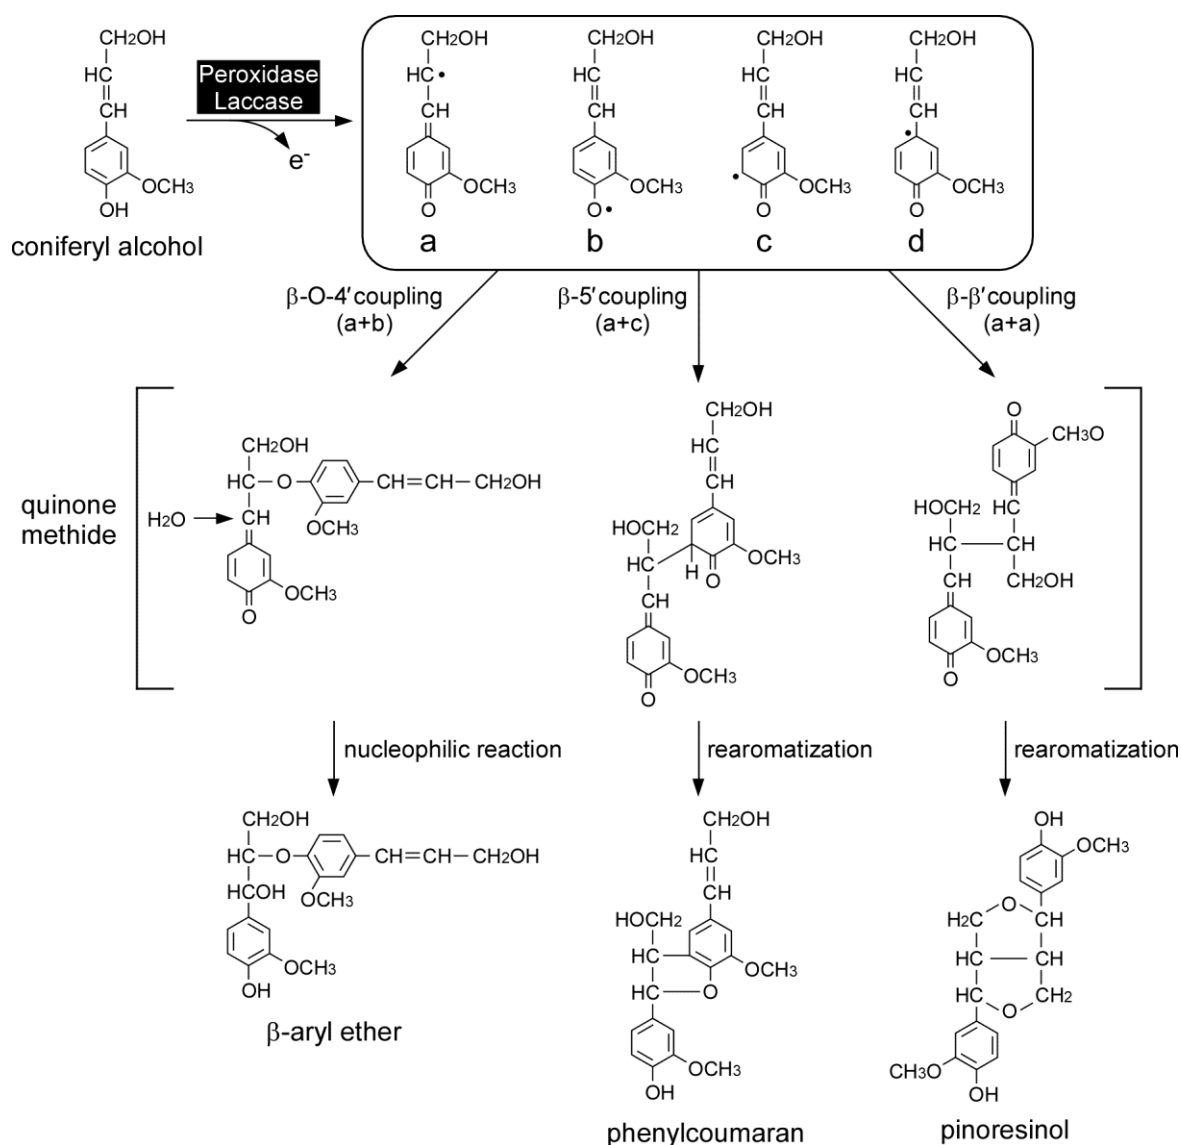 CH2OH
HC
CH
OCH3
OH
coniferyl alcohol
Peroxidase
Laccase
e-
CH2OH
HC•
CH
OCH3
O
a
CH2OH
HC
CH
OCH3
O•
b
CH2OH
HC
CH
•
OCH3
O
c
CH2OH
HC
CH
•
OCH3
O
d
β-O-4′coupling
(a+b)
β-5′coupling
(a+c)
β-β′coupling
(a+a)
quinone
methide
CH2OH
HC—O
CH=CH—CH2OH
OCH3
H2O
CH
OCH3
O
CH2OH
HC
CH
HOCH2
HC
H
O
OCH3
CH
OCH3
O
O
CH3O
CH
HOH2C
HC
CH
CH2OH
CH
OCH3
O
nucleophilic reaction
rearomatization
rearomatization
CH2OH
HC—O
CH=CH—CH2OH
OCH3
HCOH
OCH3
OH
β-aryl ether
CH2OH
HC
CH
HOCH2
HC
OCH3
HC
O
OCH3
OH
phenylcoumaran
OH
OCH3
O
H2C
CH
HC
CH
HC
O
CH2
CH3O
OH
pinoresinol